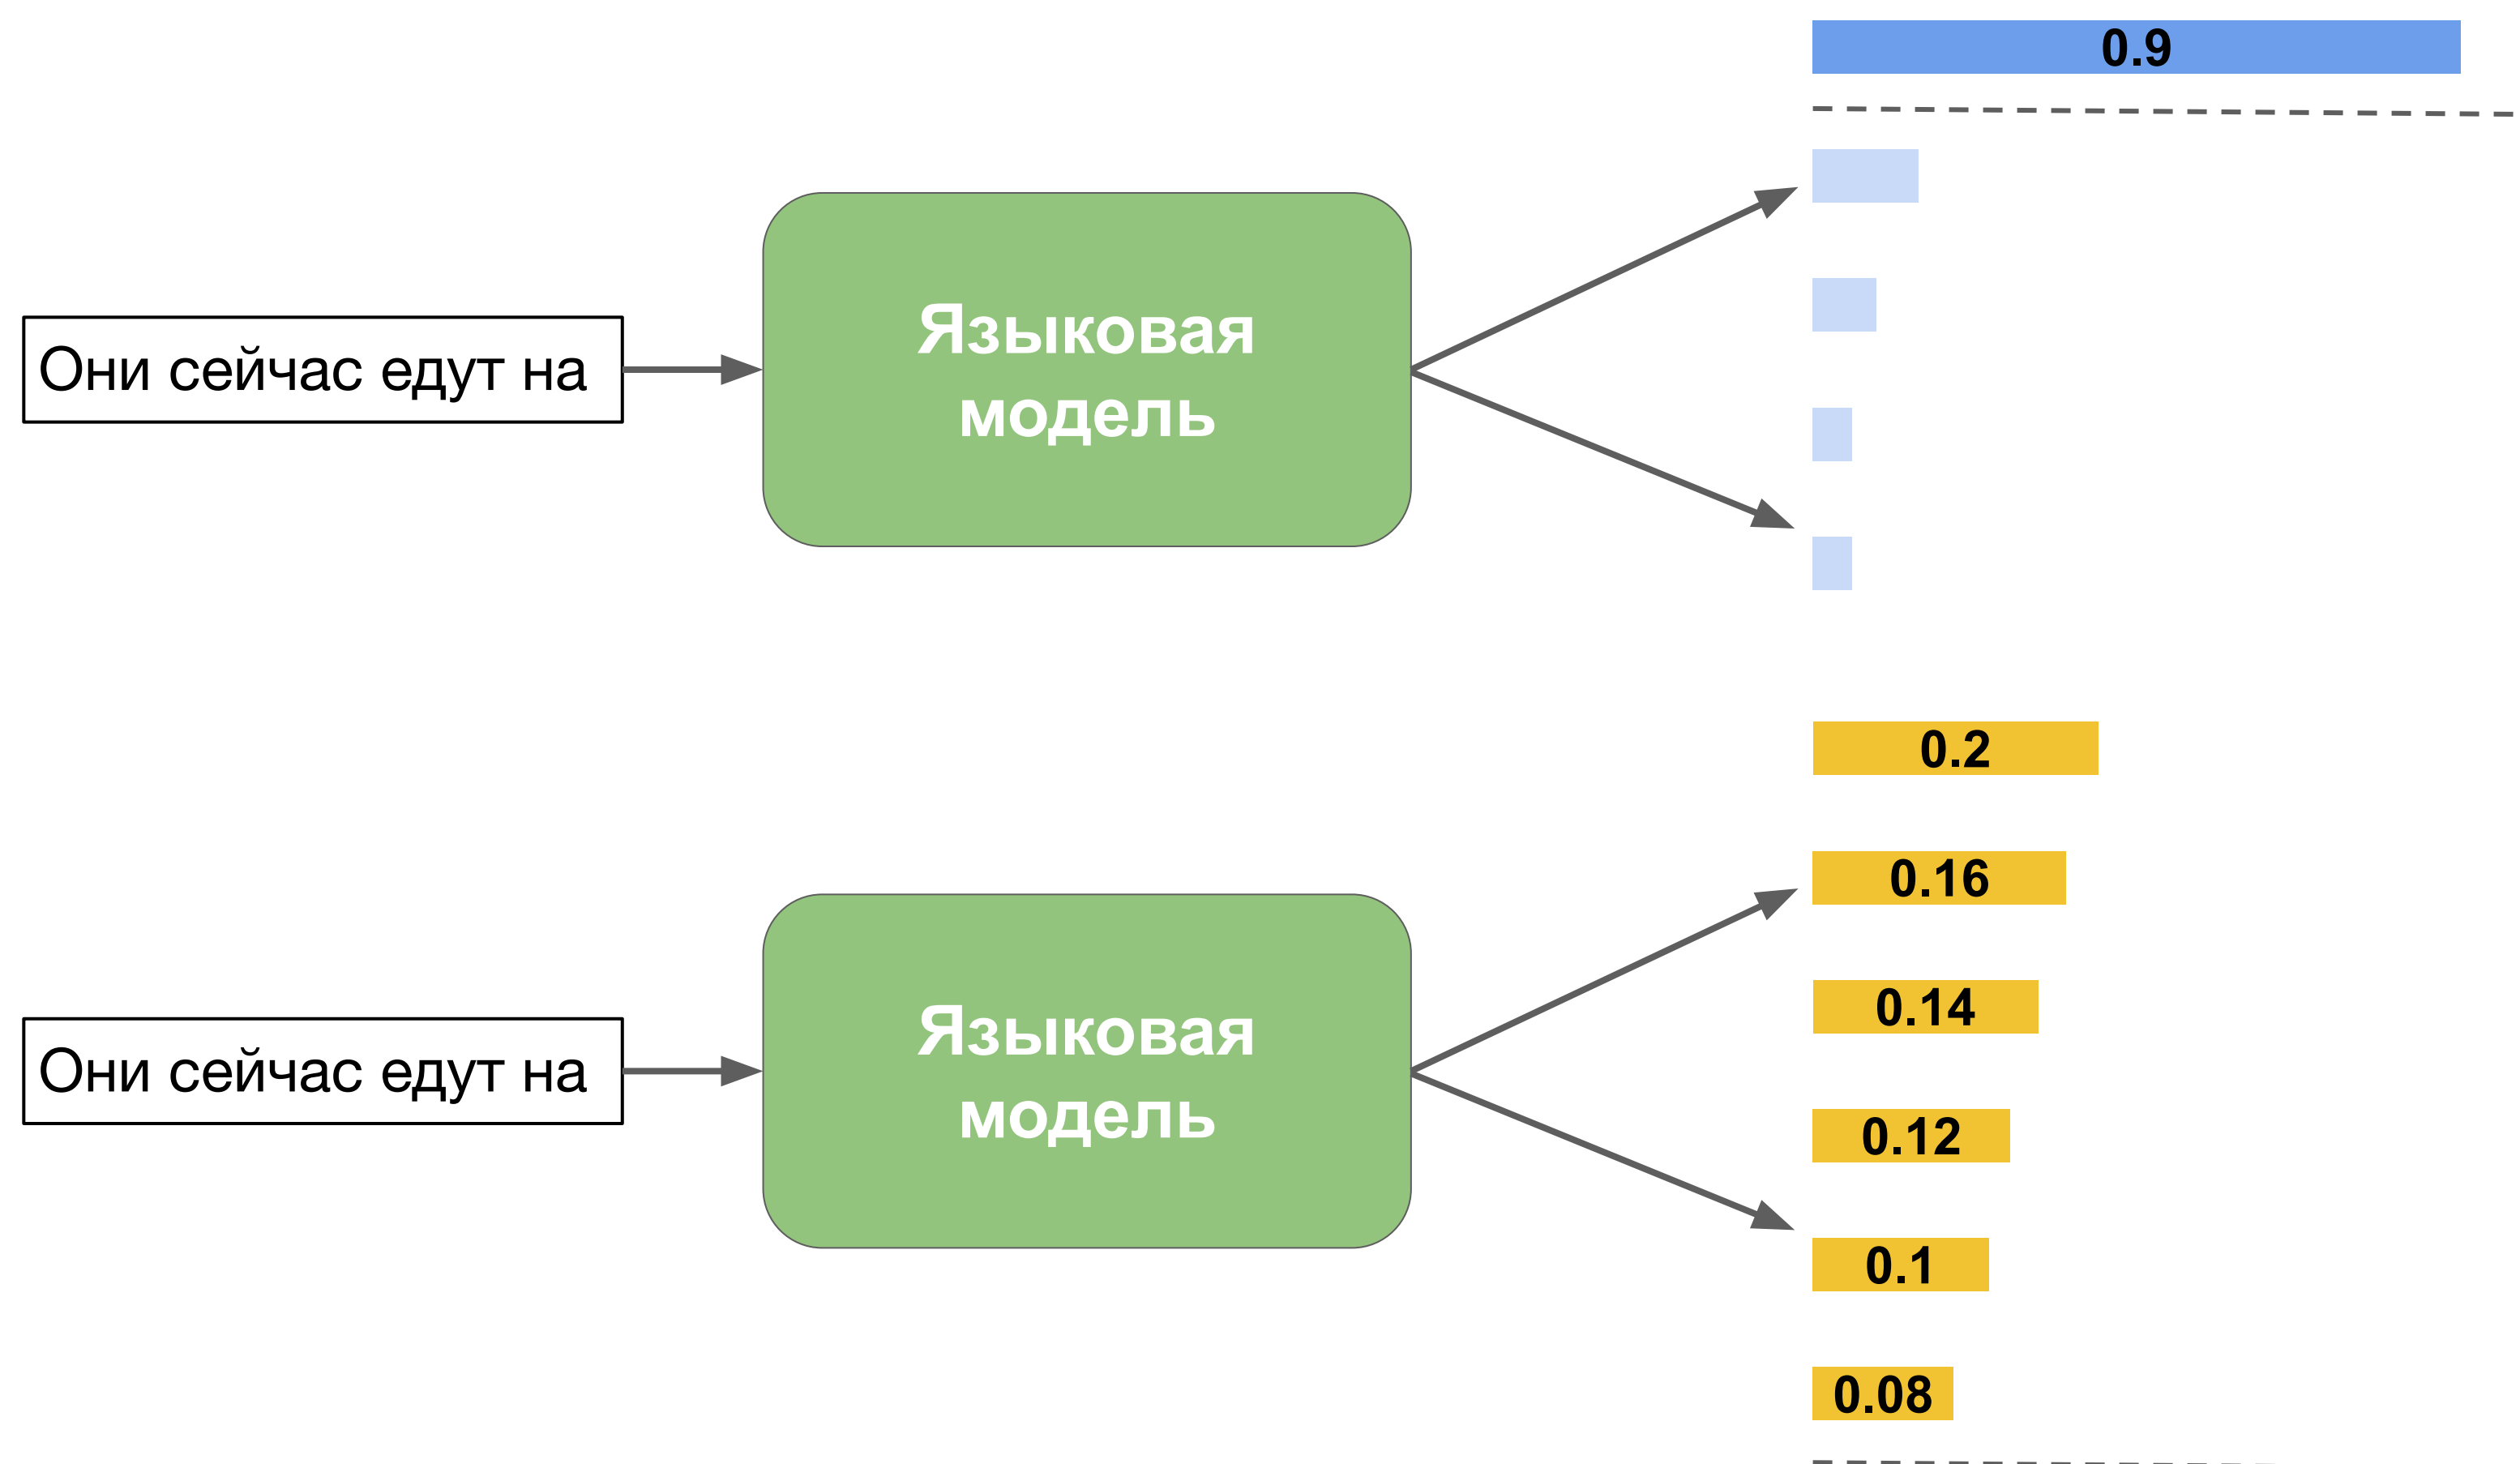 0.9
Они сейчас едут на
Языковая
модель
0.2
0.16
0.14
Они сейчас едут на
Языковая
модель
0.12
0.1
0.08